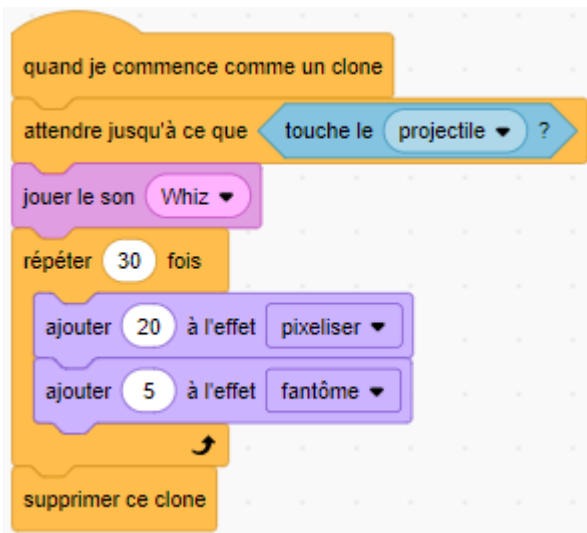 quand je commence comme un clone
attendre jusqu'à ce que touche le projectile ?
jouer le son Whiz
répéter 30 fois
ajouter 20 à l'effet pixeliser
ajouter 5 à l'effet fantôme
supprimer ce clone